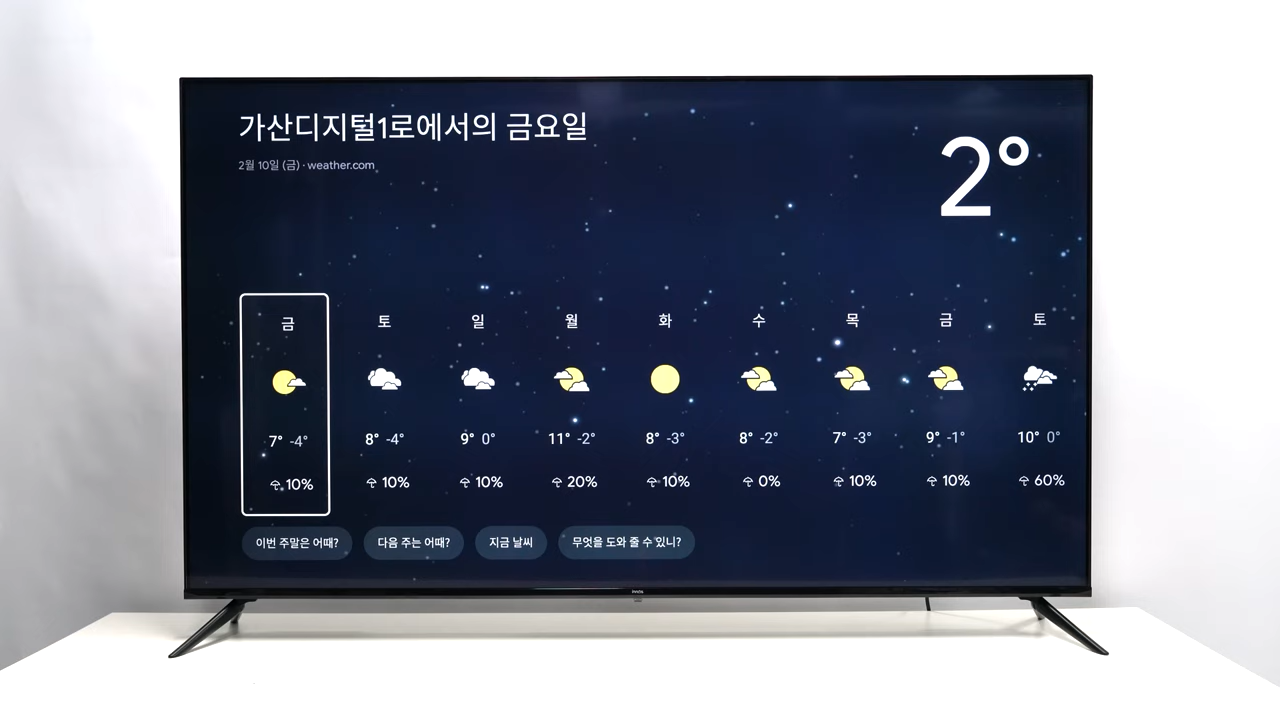 가산디지털1로에서의 금요일
2월 10일 (금) · weather.com
2°
금 토 일 월 화 수 목 금 토
7° -4° 8° -4° 9° 0° 11° -2° 8° -3° 8° -2° 7° -3° 9° -1° 10° 0°
10% 10% 10% 20% 10% 0% 10% 10% 60%
이번 주말은 어때? 다음 주는 어때? 지금 날씨 무엇을 도와 줄 수 있니?